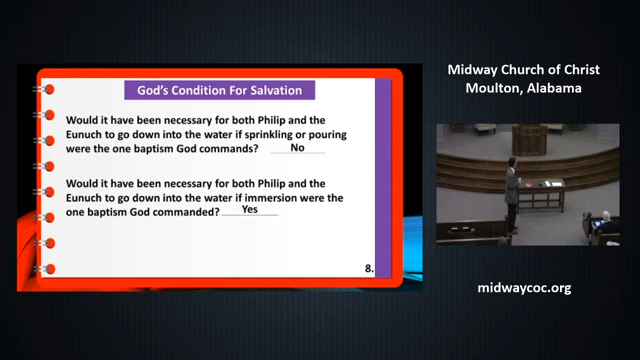 God's Condition For Salvation
Would it have been necessary for both Philip and the
Eunuch to go down into the water if sprinkling or pouring
were the one baptism God commands? No
Would it have been necessary for both Philip and the
Eunuch to go down into the water if immersion were the
one baptism God commanded? Yes
8.
Midway Church of Christ
Moulton, Alabama
midwaycoc.org